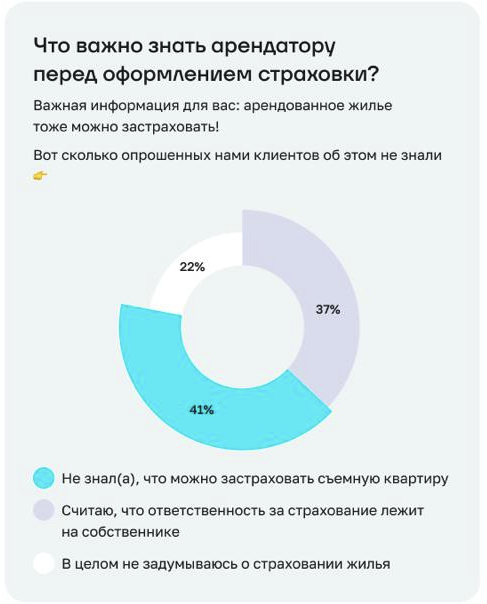 Что важно знать арендатору
перед оформлением страховки?
Важная информация для вас: арендованное жилье
тоже можно застраховать!
Вот сколько опрошенных нами клиентов об этом не знали
👉
22%
37%
41%
Не знал(а), что можно застраховать съемную квартиру
Считаю, что ответственность за страхование лежит
на собственнике
В целом не задумываюсь о страховании жилья